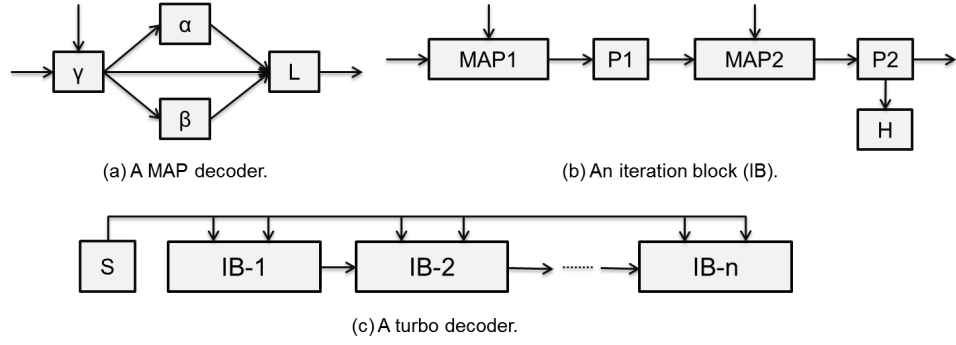 α
γ
L
β
(a) A MAP decoder.
MAP1
P1
MAP2
P2
H
(b) An iteration block (IB).
S
IB-1
IB-2
........
IB-n
(c) A turbo decoder.